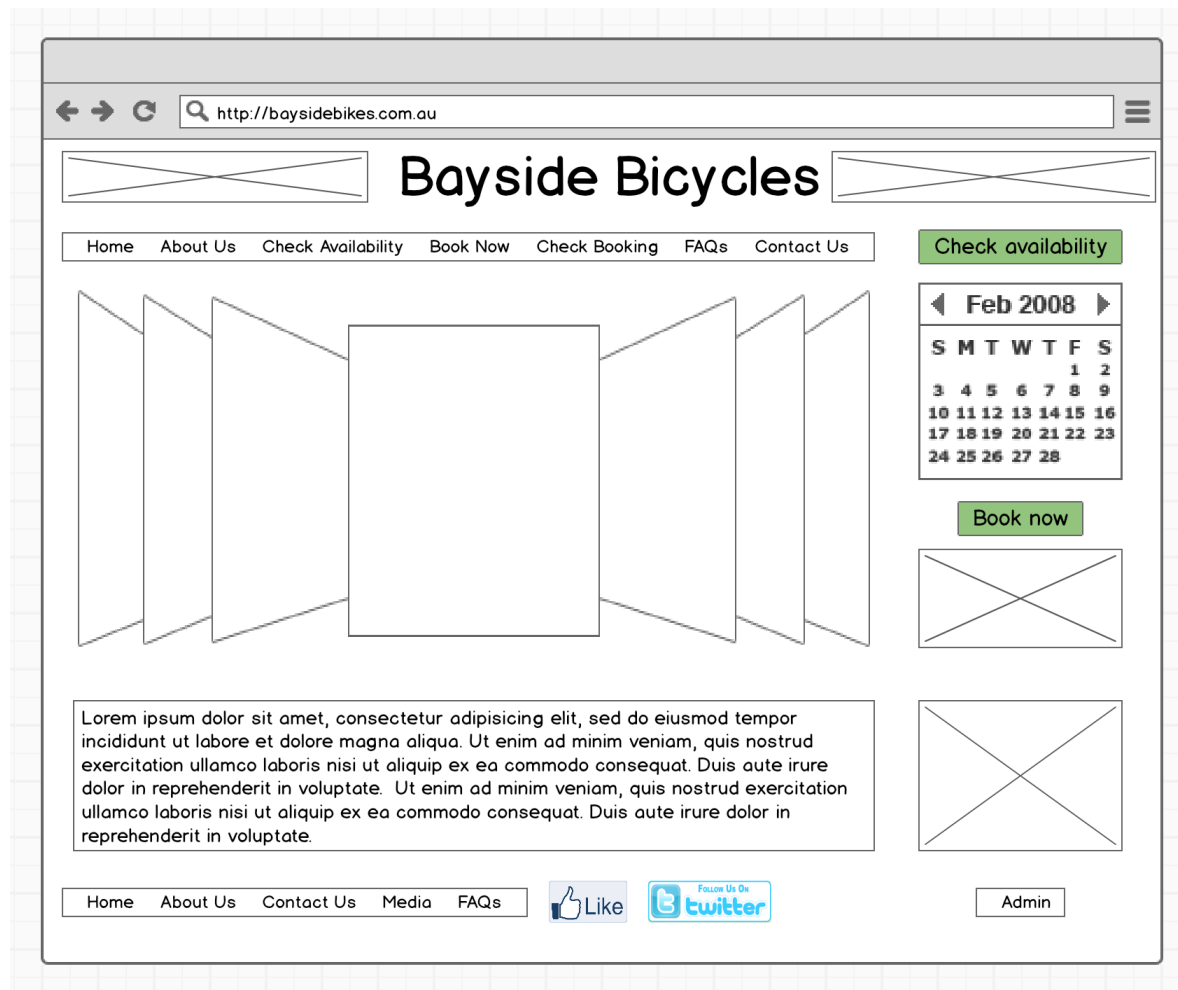 http://baysidebikes.com.au
Bayside Bicycles
Home About Us Check Availability Book Now Check Booking FAQs Contact Us
Check availability
Feb 2008
S M T W T F S
1 2
3 4 5 6 7 8 9
10 11 12 13 14 15 16
17 18 19 20 21 22 23
24 25 26 27 28
Book now
Lorem ipsum dolor sit amet, consectetur adipisicing elit, sed do eiusmod tempor
incididunt ut labore et dolore magna aliqua. Ut enim ad minim veniam, quis nostrud
exercitation ullamco laboris nisi ut aliquip ex ea commodo consequat. Duis aute irure
dolor in reprehenderit in voluptate.  Ut enim ad minim veniam, quis nostrud exercitation
ullamco laboris nisi ut aliquip ex ea commodo consequat. Duis aute irure dolor in
reprehenderit in voluptate.
Home About Us Contact Us Media FAQs
Like
Follow Us On
twitter
Admin